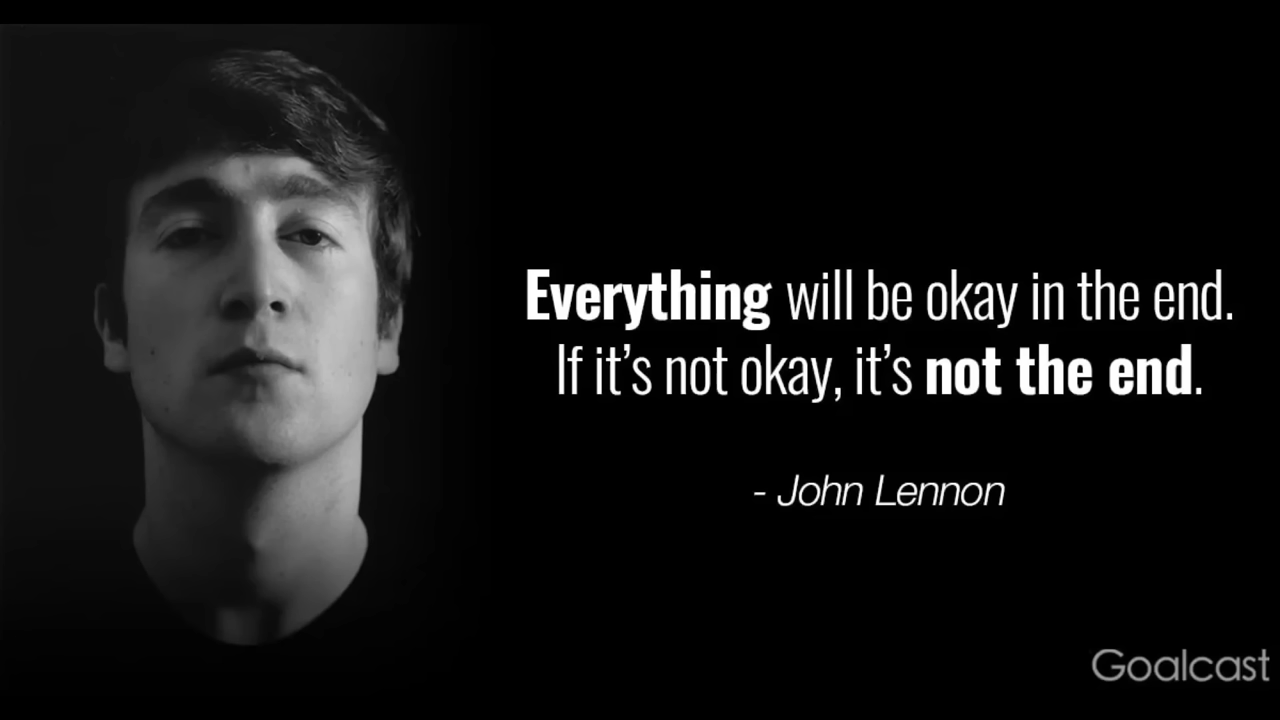 Everything will be okay in the end.
If it’s not okay, it’s not the end.
- John Lennon
Goalcast